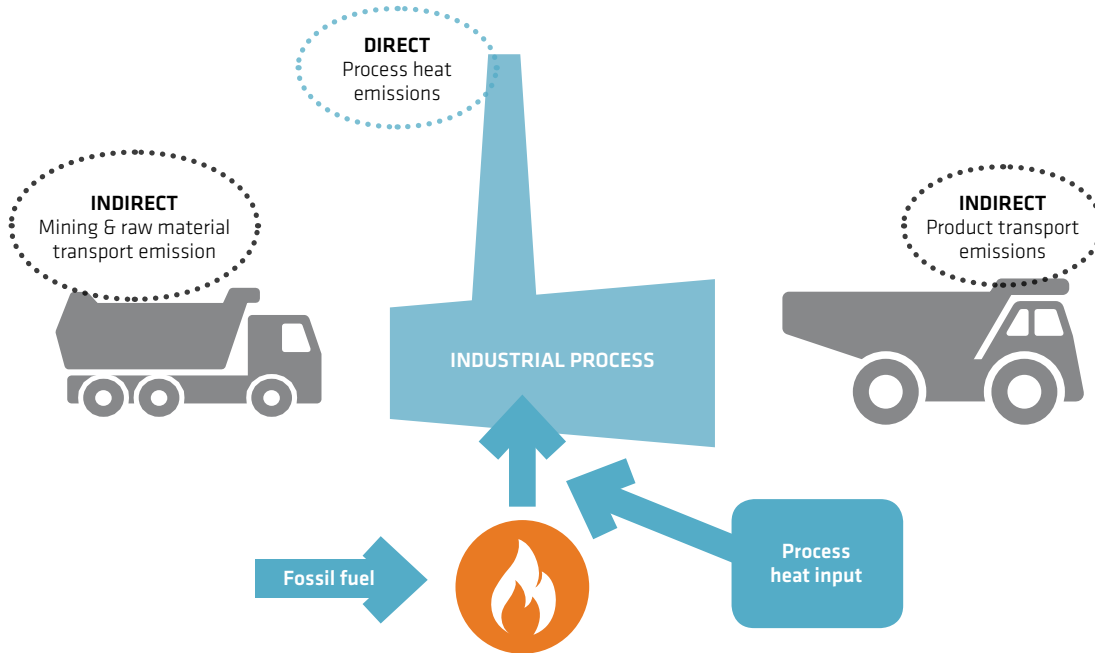 DIRECT
Process heat
emissions
INDIRECT
Mining & raw material
transport emission
INDIRECT
Product transport
emissions
INDUSTRIAL PROCESS
Fossil fuel
Process
heat input